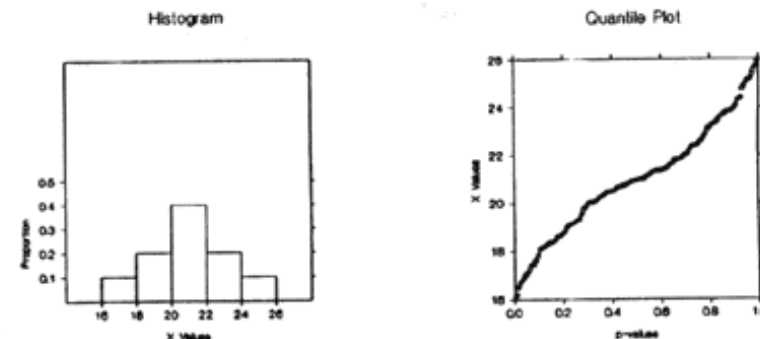 Histogram
0.5
0.4
0.3
0.2
0.1
Proportion
16 18 20 22 24 26
X Values
Quantile Plot
26
24
22
20
18
16
X Values
0.0 0.2 0.4 0.6 0.8
p-values